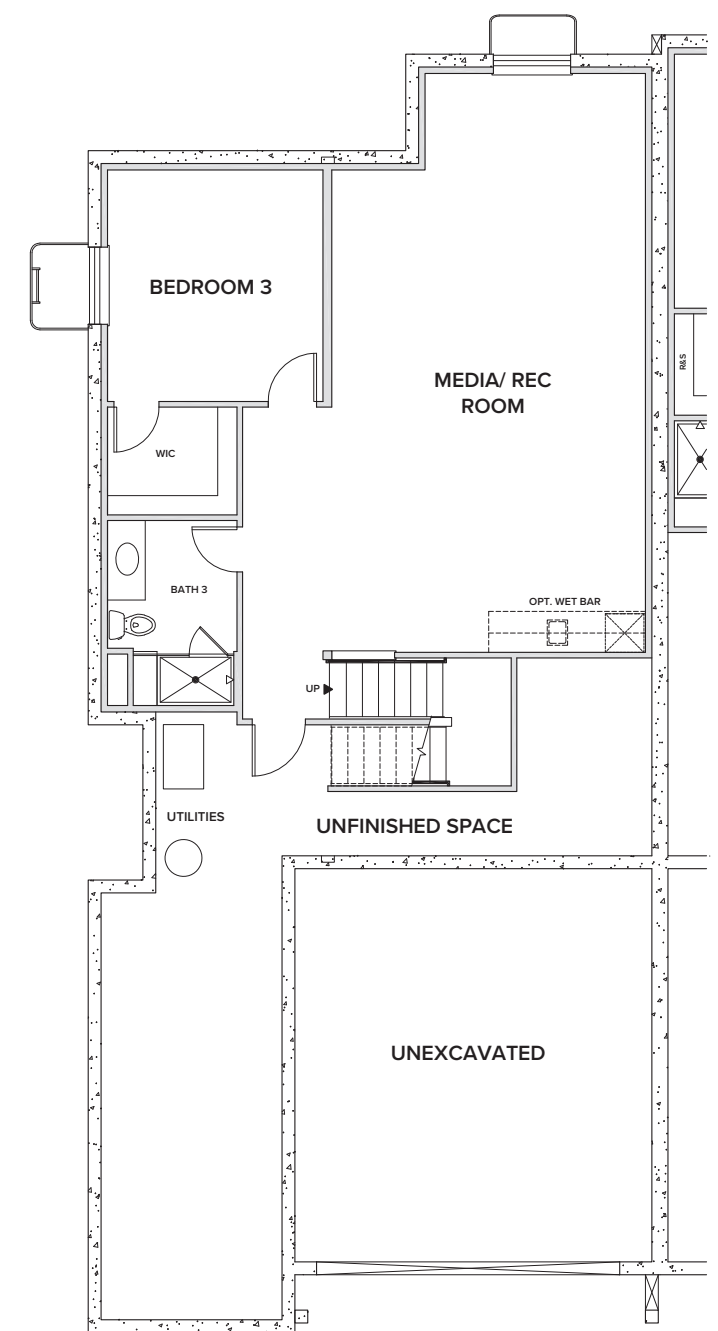 BEDROOM 3
MEDIA/ REC
ROOM
R&S
WIC
BATH 3
OPT. WET BAR
UP
UTILITIES
UNFINISHED SPACE
UNEXCAVATED